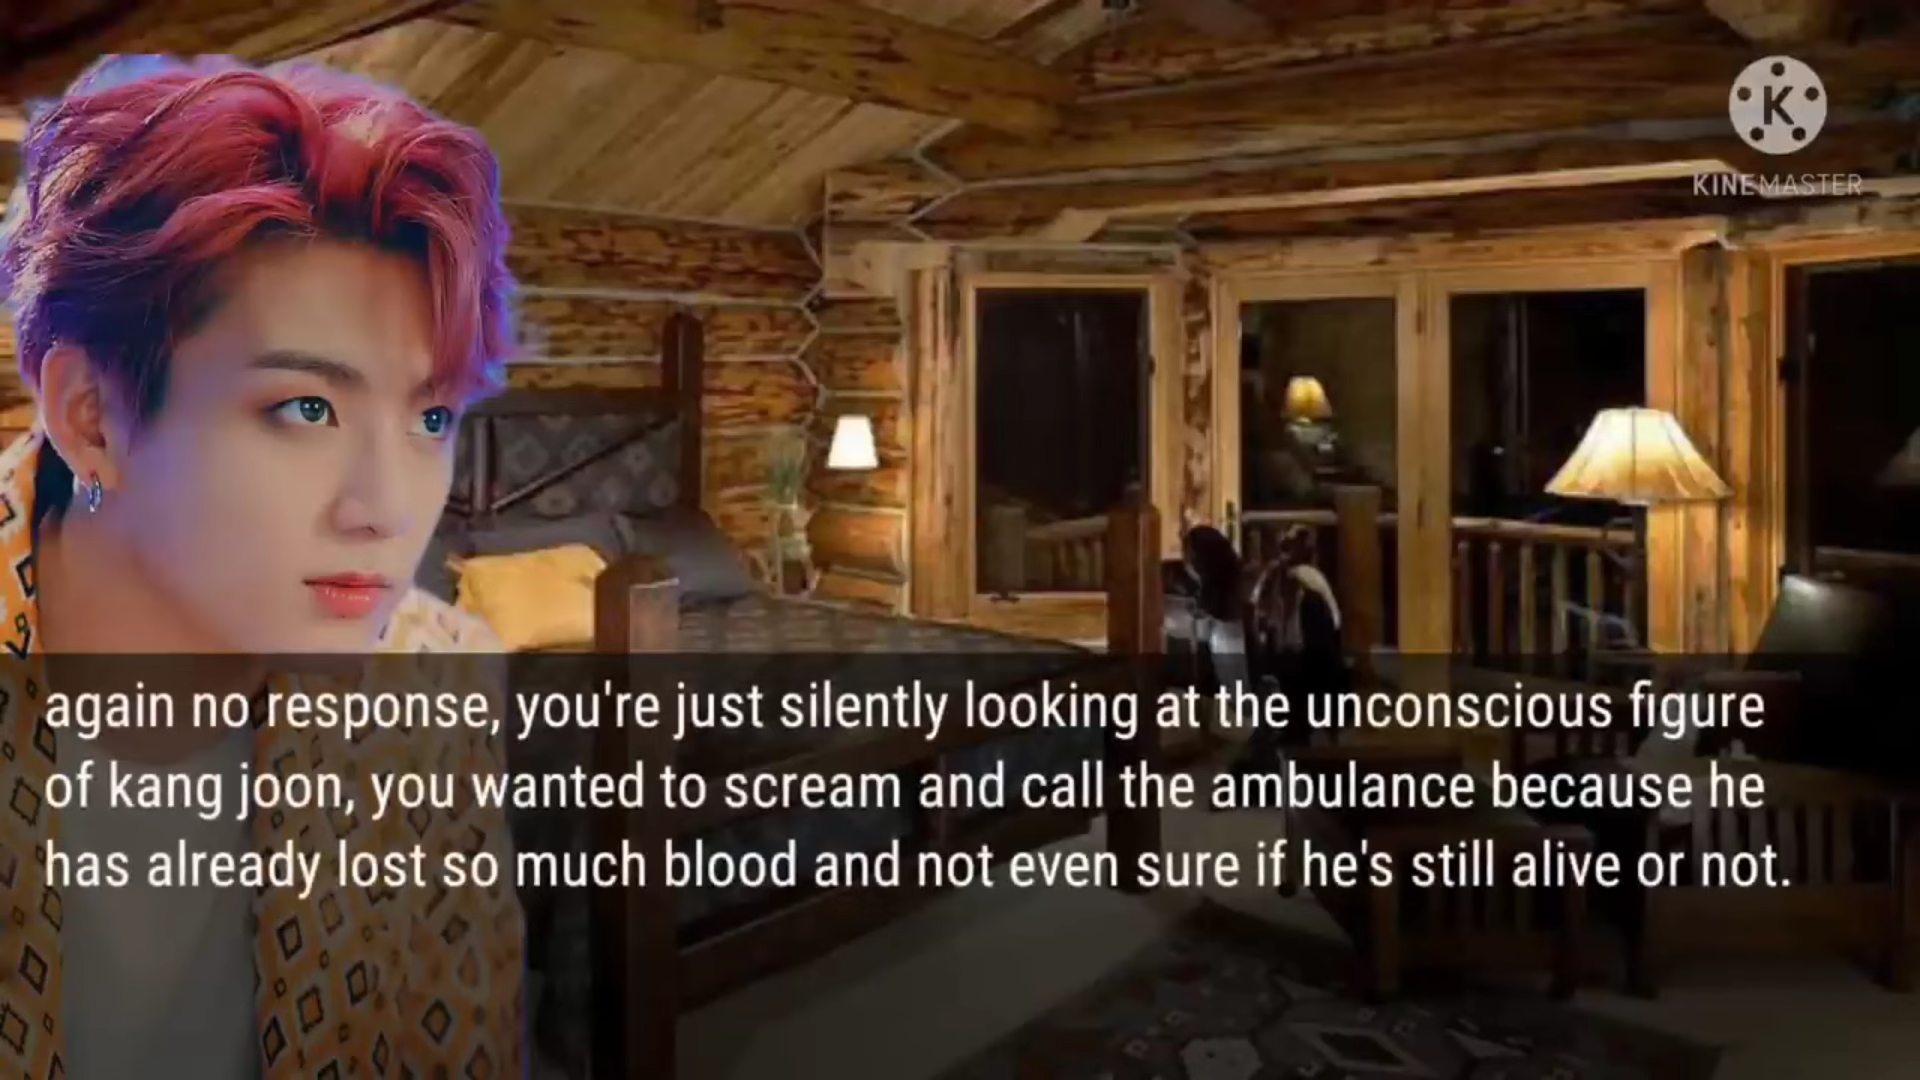 K
KINEMASTER
again no response, you're just silently looking at the unconscious figure
of kang joon, you wanted to scream and call the ambulance because he
has already lost so much blood and not even sure if he's still alive or not.